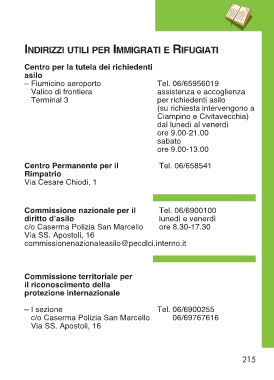 INDIRIZZI UTILI PER IMMIGRATI E RIFUGIATI
Centro per la tutela dei richiedenti
asilo
– Fiumicino aeroporto Tel. 06/65956019
Valico di frontiera assistenza e accoglienza
Terminal 3 per richiedenti asilo
(su richiesta intervengono a
Ciampino e Civitavecchia)
dal lunedì al venerdì
ore 9.00-21.00
sabato
ore 9.00-13.00
Centro Permanente per il Tel. 06/658541
Rimpatrio
Via Cesare Chiodi, 1
Commissione nazionale per il Tel. 06/6900100
diritto d'asilo lunedì e venerdì
c/o Caserma Polizia San Marcello ore 8.30-17.30
Via SS. Apostoli, 16
commissionenazionaleasilo@pecdlci.interno.it
Commissione territoriale per
il riconoscimento della
protezione internazionale
– I sezione Tel. 06/6900255
c/o Caserma Polizia San Marcello 06/69767616
Via SS. Apostoli, 16
215